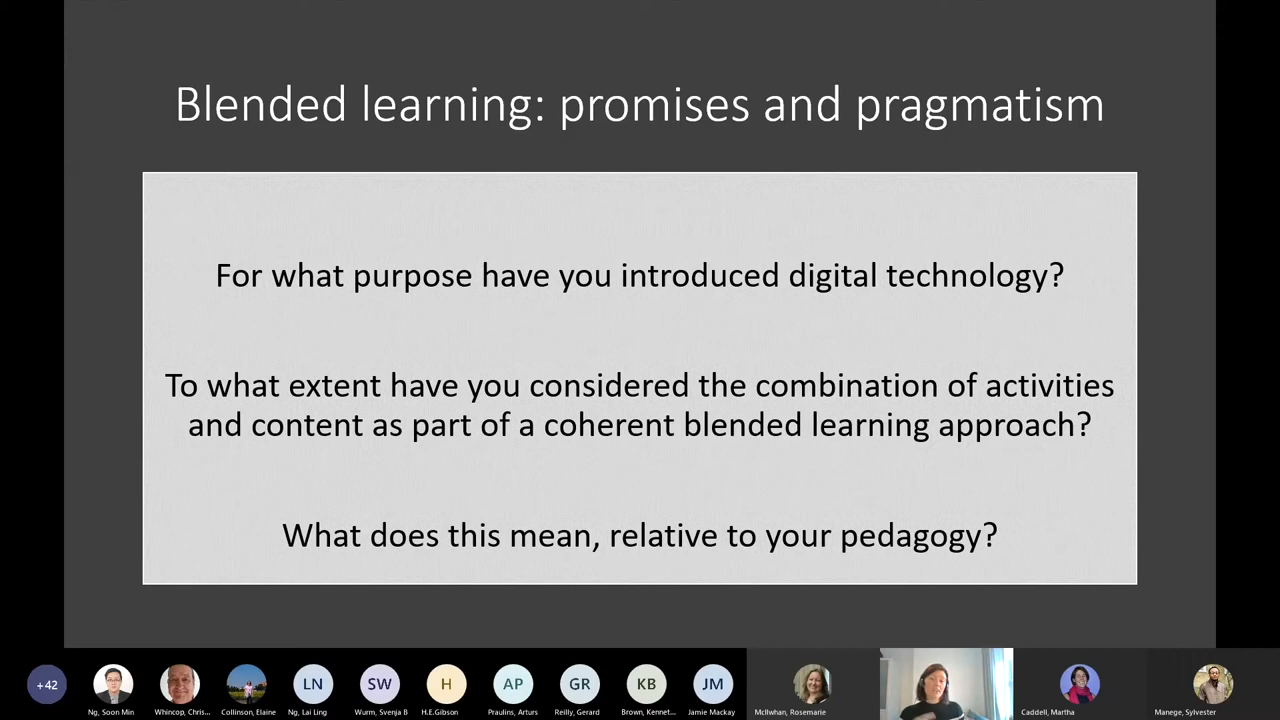 Blended learning: promises and pragmatism
For what purpose have you introduced digital technology?
To what extent have you considered the combination of activities
and content as part of a coherent blended learning approach?
What does this mean, relative to your pedagogy?
+42
LN
SW
H
AP
GR
KB
JM
Ng, Soon Min
Whincop, Chris...
Collinson, Elaine
Ng, Lai Ling
Wurm, Svenja B
H.E.Gibson
Praulins, Arturs
Reilly, Gerard
Brown, Kennet...
Jamie Mackay
McIlwhan, Rosemarie
Caddell, Martha
Manege, Sylvester